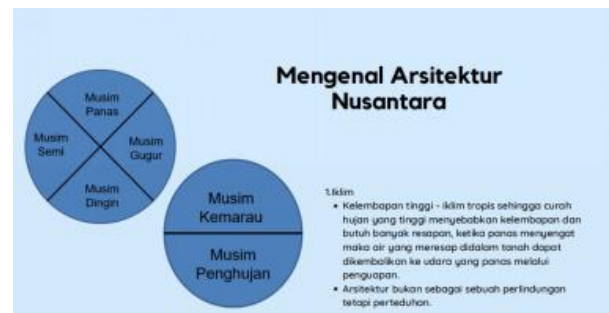 Mengenal Arsitektur
Nusantara
Musim
Panas
Musim
Semi
Musim
Gugur
Musim
Dingin
Musim
Kemarau
Musim
Penghujan
1.Iklim
• Kelembapan tinggi - iklim tropis sehingga curah
hujan yang tinggi menyebabkan kelembapan dan
butuh banyak resapan, ketika panas menyengat
maka air yang meresap didalam tanah dapat
dikembalikan ke udara yang panas melalui
penguapan.
• Arsitektur bukan sebagai sebuah perlindungan
tetapi perteduhan.